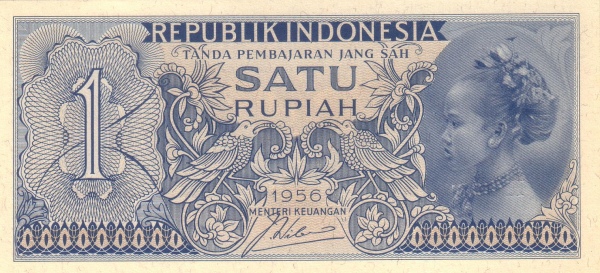 REPUBLIK INDONESIA
TANDA PEMBAJARAN JANG SAH
1
SATU
RUPIAH
1956
MENTERI KEUANGAN